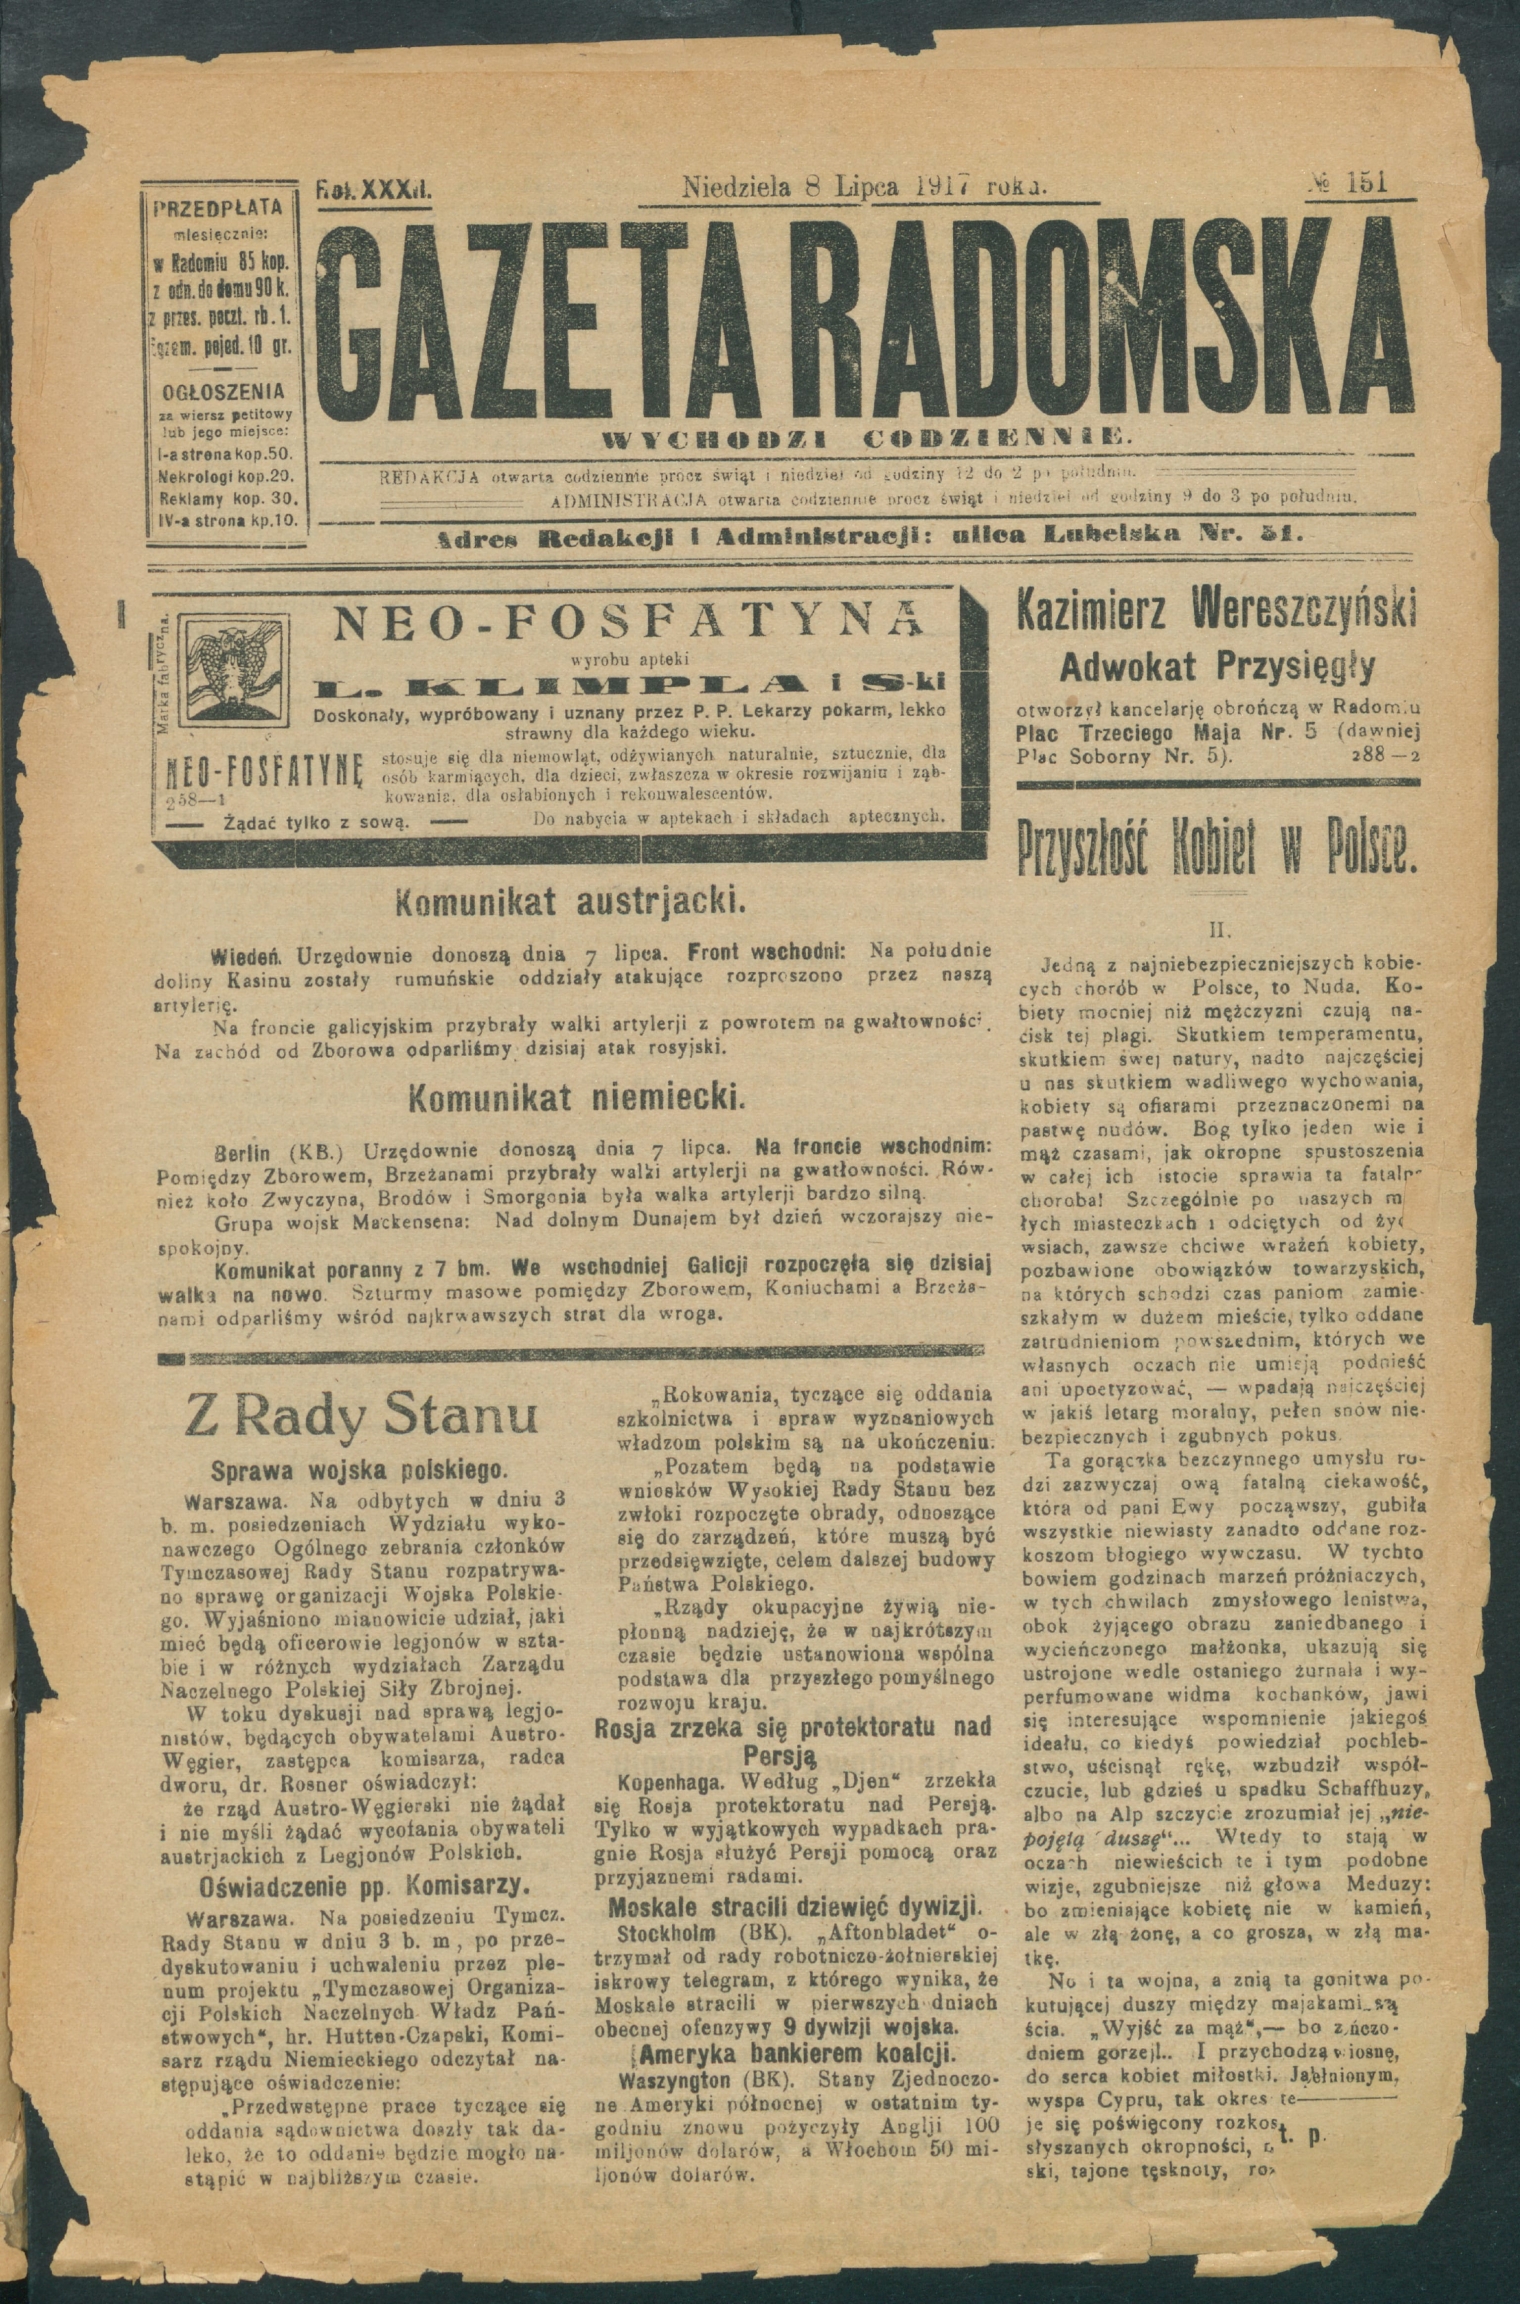 PRZEDPŁATA
miesięcznie:
w Radomiu 85 kop.
z odn. do domu 90 k.
z przes. poczt. rb. 1.
Egzem. pojed. 10 gr.
OGŁOSZENIA
za wiersz petitowy
lub jego miejsce:
I-a strona kop. 50.
Nekrologi kop. 20.
Reklamy kop. 30.
IV-a strona kp. 10.
Rok XXXII.
Niedziela 8 Lipca 1917 roku.
№ 151
GAZETA RADOMSKA
WYCHODZI CODZIENNIE.
REDAKCJA otwarta codziennie prócz świąt i niedziel od godziny 12 do 2 po południu.
ADMINISTRACJA otwarta codziennie prócz świąt i niedziel od godziny 9 do 3 po południu.
Adres Redakcji i Administracji: ulica Lubelska Nr. 51.
Marka fabryczna.
NEO-FOSFATYNA
wyrobu apteki
L. KLIMPLA i S-ki
Doskonały, wypróbowany i uznany przez P. P. Lekarzy pokarm, lekko
strawny dla każdego wieku.
NEO-FOSFATYNĘ
stosuje się dla niemowląt, odżywianych naturalnie, sztucznie, dla
osób karmiących, dla dzieci, zwłaszcza w okresie rozwijania i ząb-
kowania, dla osłabionych i rekonwalescentów.
258—1
Żądać tylko z sową.
Do nabycia w aptekach i składach aptecznych.
Komunikat austrjacki.
Wiedeń. Urzędownie donoszą dnia 7 lipca. Front wschodni: Na południe
doliny Kasinu zostały rumuńskie oddziały atakujące rozproszono przez naszą
artylerję.
Na froncie galicyjskim przybrały walki artylerji z powrotem na gwałtowności.
Na zachód od Zborowa odparliśmy dzisiaj atak rosyjski.
Komunikat niemiecki.
Berlin (KB.) Urzędownie donoszą dnia 7 lipca. Na froncie wschodnim:
Pomiędzy Zborowem, Brzeżanami przybrały walki artylerji na gwatłowności. Rów-
nież koło Zwyczyna, Brodów i Smorgonia była walka artylerji bardzo silną.
Grupa wojsk Mackensena: Nad dolnym Dunajem był dzień wczorajszy nie-
spokojny.
Komunikat poranny z 7 bm. We wschodniej Galicji rozpoczęła się dzisiaj
walka na nowo. Szturmy masowe pomiędzy Zborowem, Koniuchami a Brzeża-
nami odparliśmy wśród najkrwawszych strat dla wroga.
Z Rady Stanu
Sprawa wojska polskiego.
Warszawa. Na odbytych w dniu 3
b. m. posiedzeniach Wydziału wyko-
nawczego Ogólnego zebrania członków
Tymczasowej Rady Stanu rozpatrywa-
no sprawę organizacji Wojska Polskie-
go. Wyjaśniono mianowicie udział, jaki
mieć będą oficerowie legjonów w szta-
bie i w różnych wydziałach Zarządu
Naczelnego Polskiej Siły Zbrojnej.
W toku dyskusji nad sprawą legjo-
nistów, będących obywatelami Austro-
Węgier, zastępca komisarza, radca
dworu, dr. Rosner oświadczył:
że rząd Austro-Węgierski nie żądał
i nie myśli żądać wycofania obywateli
austrjackich z Legjonów Polskich.
Oświadczenie pp. Komisarzy.
Warszawa. Na posiedzeniu Tymcz.
Rady Stanu w dniu 3 b. m, po prze-
dyskutowaniu i uchwaleniu przez ple-
num projektu „Tymczasowej Organiza-
cji Polskich Naczelnych Władz Pań-
stwowych“, hr. Hutten-Czapski, Komi-
sarz rządu Niemieckiego odczytał na-
stępujące oświadczenie:
„Przedwstępne prace tyczące się
oddania sądownictwa doszły tak da-
leko, że to oddanie będzie mogło na-
stąpić w najbliższym czasie.
„Rokowania, tyczące się oddania
szkolnictwa i spraw wyznaniowych
władzom polskim są na ukończeniu.
„Pozatem będą na podstawie
wniosków Wysokiej Rady Stanu bez
zwłoki rozpoczęte obrady, odnoszące
się do zarządzeń, które muszą być
przedsięwzięte, celem dalszej budowy
Państwa Polskiego.
„Rządy okupacyjne żywią nie-
płonną nadzieję, że w najkrótszym
czasie będzie ustanowiona wspólna
podstawa dla przyszłego pomyślnego
rozwoju kraju.
Rosja zrzeka się protektoratu nad
Persją
Kopenhaga. Według „Djen“ zrzekła
się Rosja protektoratu nad Persją.
Tylko w wyjątkowych wypadkach pra-
gnie Rosja służyć Persji pomocą oraz
przyjaznemi radami.
Moskale stracili dziewięć dywizji.
Stockholm (BK). „Aftonbladet“ o-
trzymał od rady robotniczo-żołnierskiej
iskrowy telegram, z którego wynika, że
Moskale stracili w pierwszych dniach
obecnej ofenzywy 9 dywizji wojska.
Ameryka bankierem koalcji.
Waszyngton (BK). Stany Zjednoczo-
ne Ameryki północnej w ostatnim ty-
godniu znowu pożyczyły Anglji 100
miljonów dolarów, a Włochom 50 mi-
ljonów dolarów.
Kazimierz Wereszczyński
Adwokat Przysięgły
otworzył kancelarję obrończą w Radomiu
Plac Trzeciego Maja Nr. 5 (dawniej
Plac Soborny Nr. 5). 288—2
Przyszłość Kobiet w Polsce.
II.
Jedną z najniebezpieczniejszych kobie-
cych chorób w Polsce, to Nuda. Ko-
biety mocniej niż mężczyzni czują na-
cisk tej plagi. Skutkiem temperamentu,
skutkiem swej natury, nadto najczęściej
u nas skutkiem wadliwego wychowania,
kobiety są ofiarami przeznaczonemi na
pastwę nudów. Bog tylko jeden wie i
mąż czasami, jak okropne spustoszenia
w całej ich istocie sprawia ta fatalna
choroba! Szczególnie po naszych m
łych miasteczkach i odciętych od życ
wsiach, zawsze chciwe wrażeń kobiety,
pozbawione obowiązków towarzyskich,
na których schodzi czas paniom zamie-
szkałym w dużem mieście, tylko oddane
zatrudnieniom powszednim, których we
własnych oczach nie umieją podnieść
ani upoetyzować, — wpadają najczęściej
w jakiś letarg moralny, pełen snów nie-
bezpiecznych i zgubnych pokus.
Ta gorączka bezczynnego umysłu ro-
dzi zazwyczaj ową fatalną ciekawość,
która od pani Ewy począwszy, gubiła
wszystkie niewiasty zanadto oddane roz-
koszom błogiego wywczasu. W tychto
bowiem godzinach marzeń próżniaczych,
w tych chwilach zmysłowego lenistwa,
obok żyjącego obrazu zaniedbanego i
wycieńczonego małżonka, ukazują się
ustrojone wedle ostaniego żurnala i wy-
perfumowane widma kochanków, jawi
się interesujące wspomnienie jakiegoś
ideału, co kiedyś powiedział pochleb-
stwo, uścisnął rękę, wzbudził współ-
czucie, lub gdzieś u spadku Schaffhuzy,
albo na Alp szczycie zrozumiał jej „nie-
pojętą duszę“... Wtedy to stają w
oczach niewieścich te i tym podobne
wizje, zgubniejsze niż głowa Meduzy:
bo zmieniające kobietę nie w kamień,
ale w złą żonę, a co grosza, w złą ma-
tkę.
No i ta wojna, a znią ta gonitwa po-
kutującej duszy między majakami
ścia. „Wyjść za mąż“,— bo
dniem gorzej!.. I przychodzą wiosnę,
do serca kobiet miłostki.
wyspa Cypru, tak okres te
je się poświęcony rozkos
słyszanych okropności,
ski, tajone tęsknoty,
t. p.